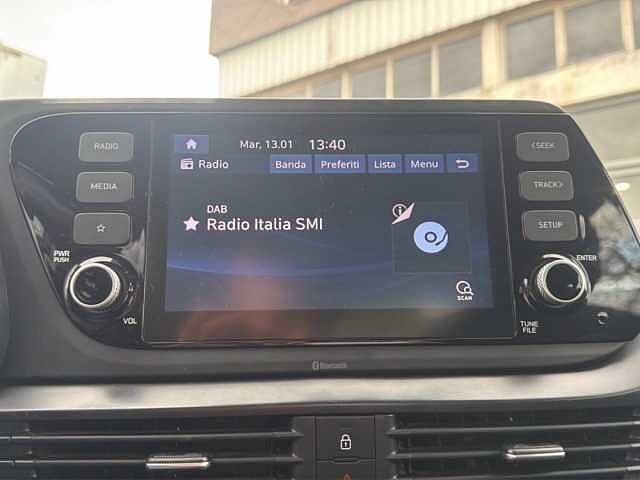 RADIO
MEDIA
PWR
PUSH
VOL
Mar, 13.01 13:40
Radio Banda Preferiti Lista Menu
DAB
Radio Italia SMI
SCAN
<SEEK
TRACK>
SETUP
ENTER
TUNE
FILE
Bluetooth